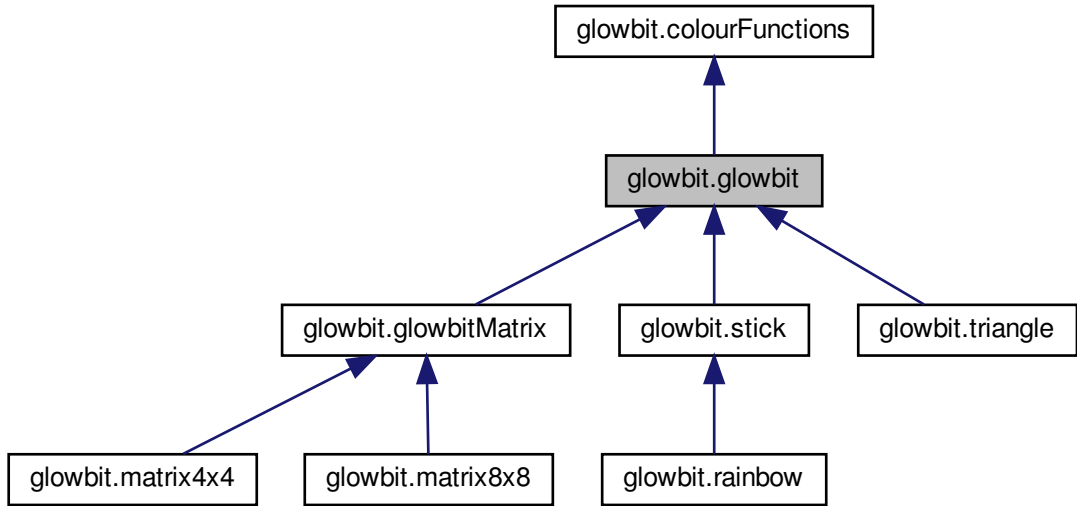 glowbit.colourFunctions
glowbit.glowbit
glowbit.glowbitMatrix
glowbit.stick
glowbit.triangle
glowbit.matrix4x4
glowbit.matrix8x8
glowbit.rainbow